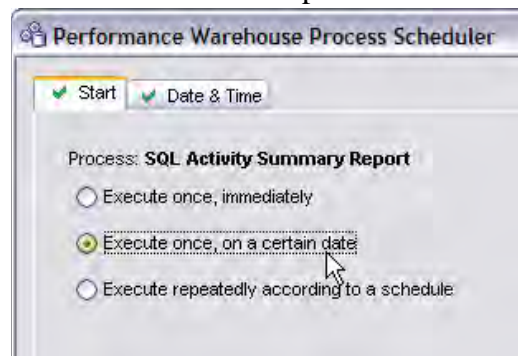 Performance Warehouse Process Scheduler
Start
Date & Time
Process: SQL Activity Summary Report
Execute once, immediately
Execute once, on a certain date
Execute repeatedly according to a schedule